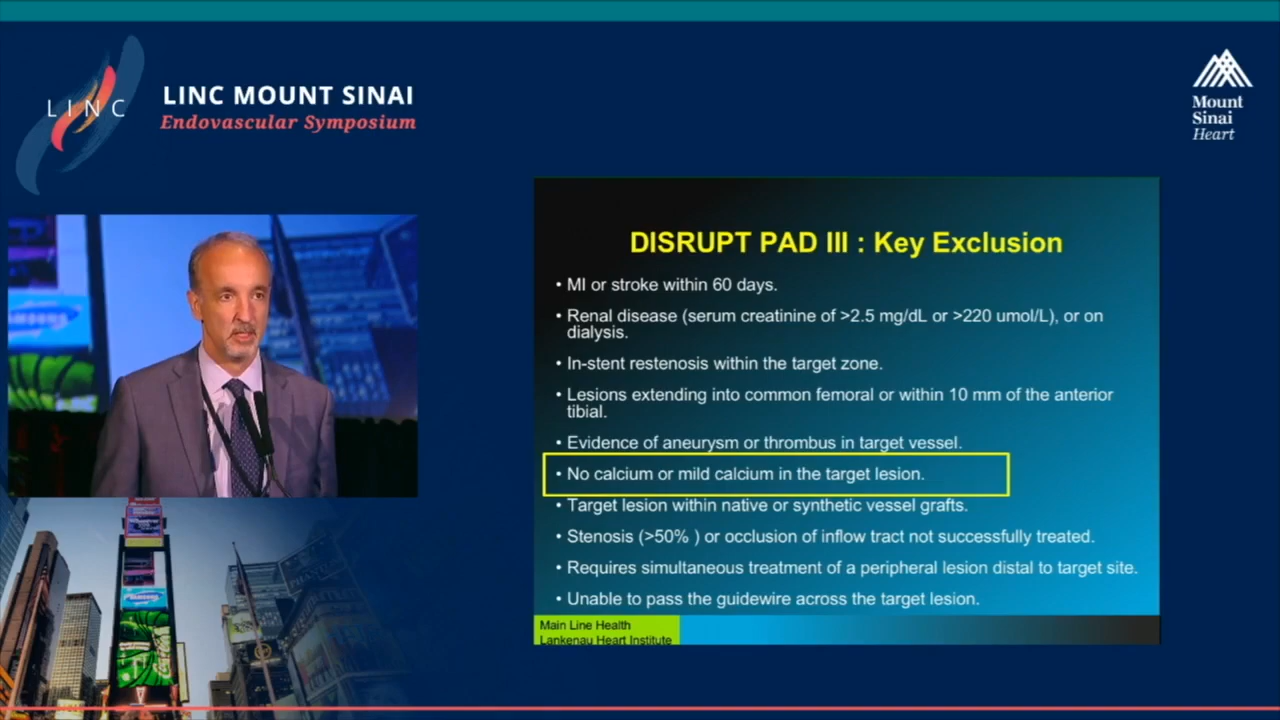 LINC
LINC MOUNT SINAI
Endovascular Symposium
Mount
Sinai
Heart
SAMSUNG
DISRUPT PAD III : Key Exclusion
• MI or stroke within 60 days.
• Renal disease (serum creatinine of >2.5 mg/dL or >220 umol/L), or on
dialysis.
• In-stent restenosis within the target zone.
• Lesions extending into common femoral or within 10 mm of the anterior
tibial.
• Evidence of aneurysm or thrombus in target vessel.
• No calcium or mild calcium in the target lesion.
• Target lesion within native or synthetic vessel grafts.
• Stenosis (>50% ) or occlusion of inflow tract not successfully treated.
• Requires simultaneous treatment of a peripheral lesion distal to target site.
• Unable to pass the guidewire across the target lesion.
Main Line Health
Lankenau Heart Institute
SAMSUNG